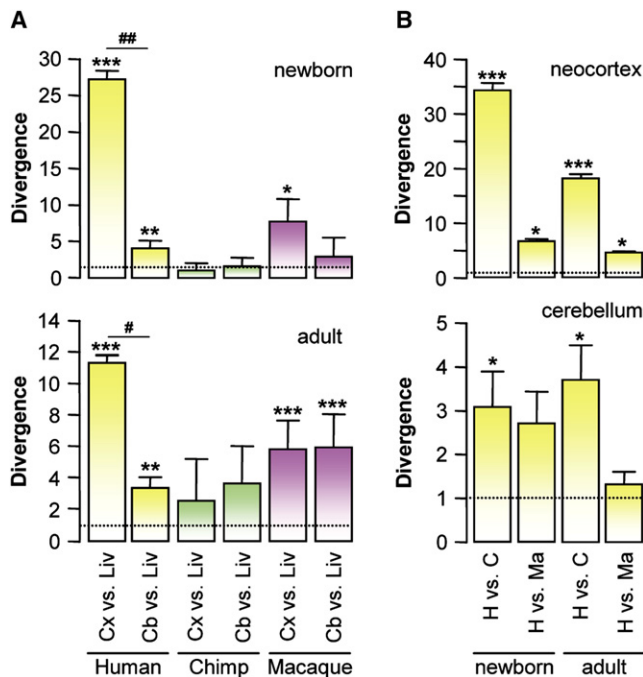 A
##
***
newborn
**
*
Divergence
30
25
20
15
10
5
0
#
***
adult
**
***
***
Divergence
14
12
10
8
6
4
2
0
Cx vs. Liv
Cb vs. Liv
Cx vs. Liv
Cb vs. Liv
Cx vs. Liv
Cb vs. Liv
Human
Chimp
Macaque
B
***
neocortex
*
***
*
Divergence
40
30
20
10
5
0
cerebellum
*
*
Divergence
5
4
3
2
1
0
H vs. C
H vs. Ma
H vs. C
H vs. Ma
newborn
adult